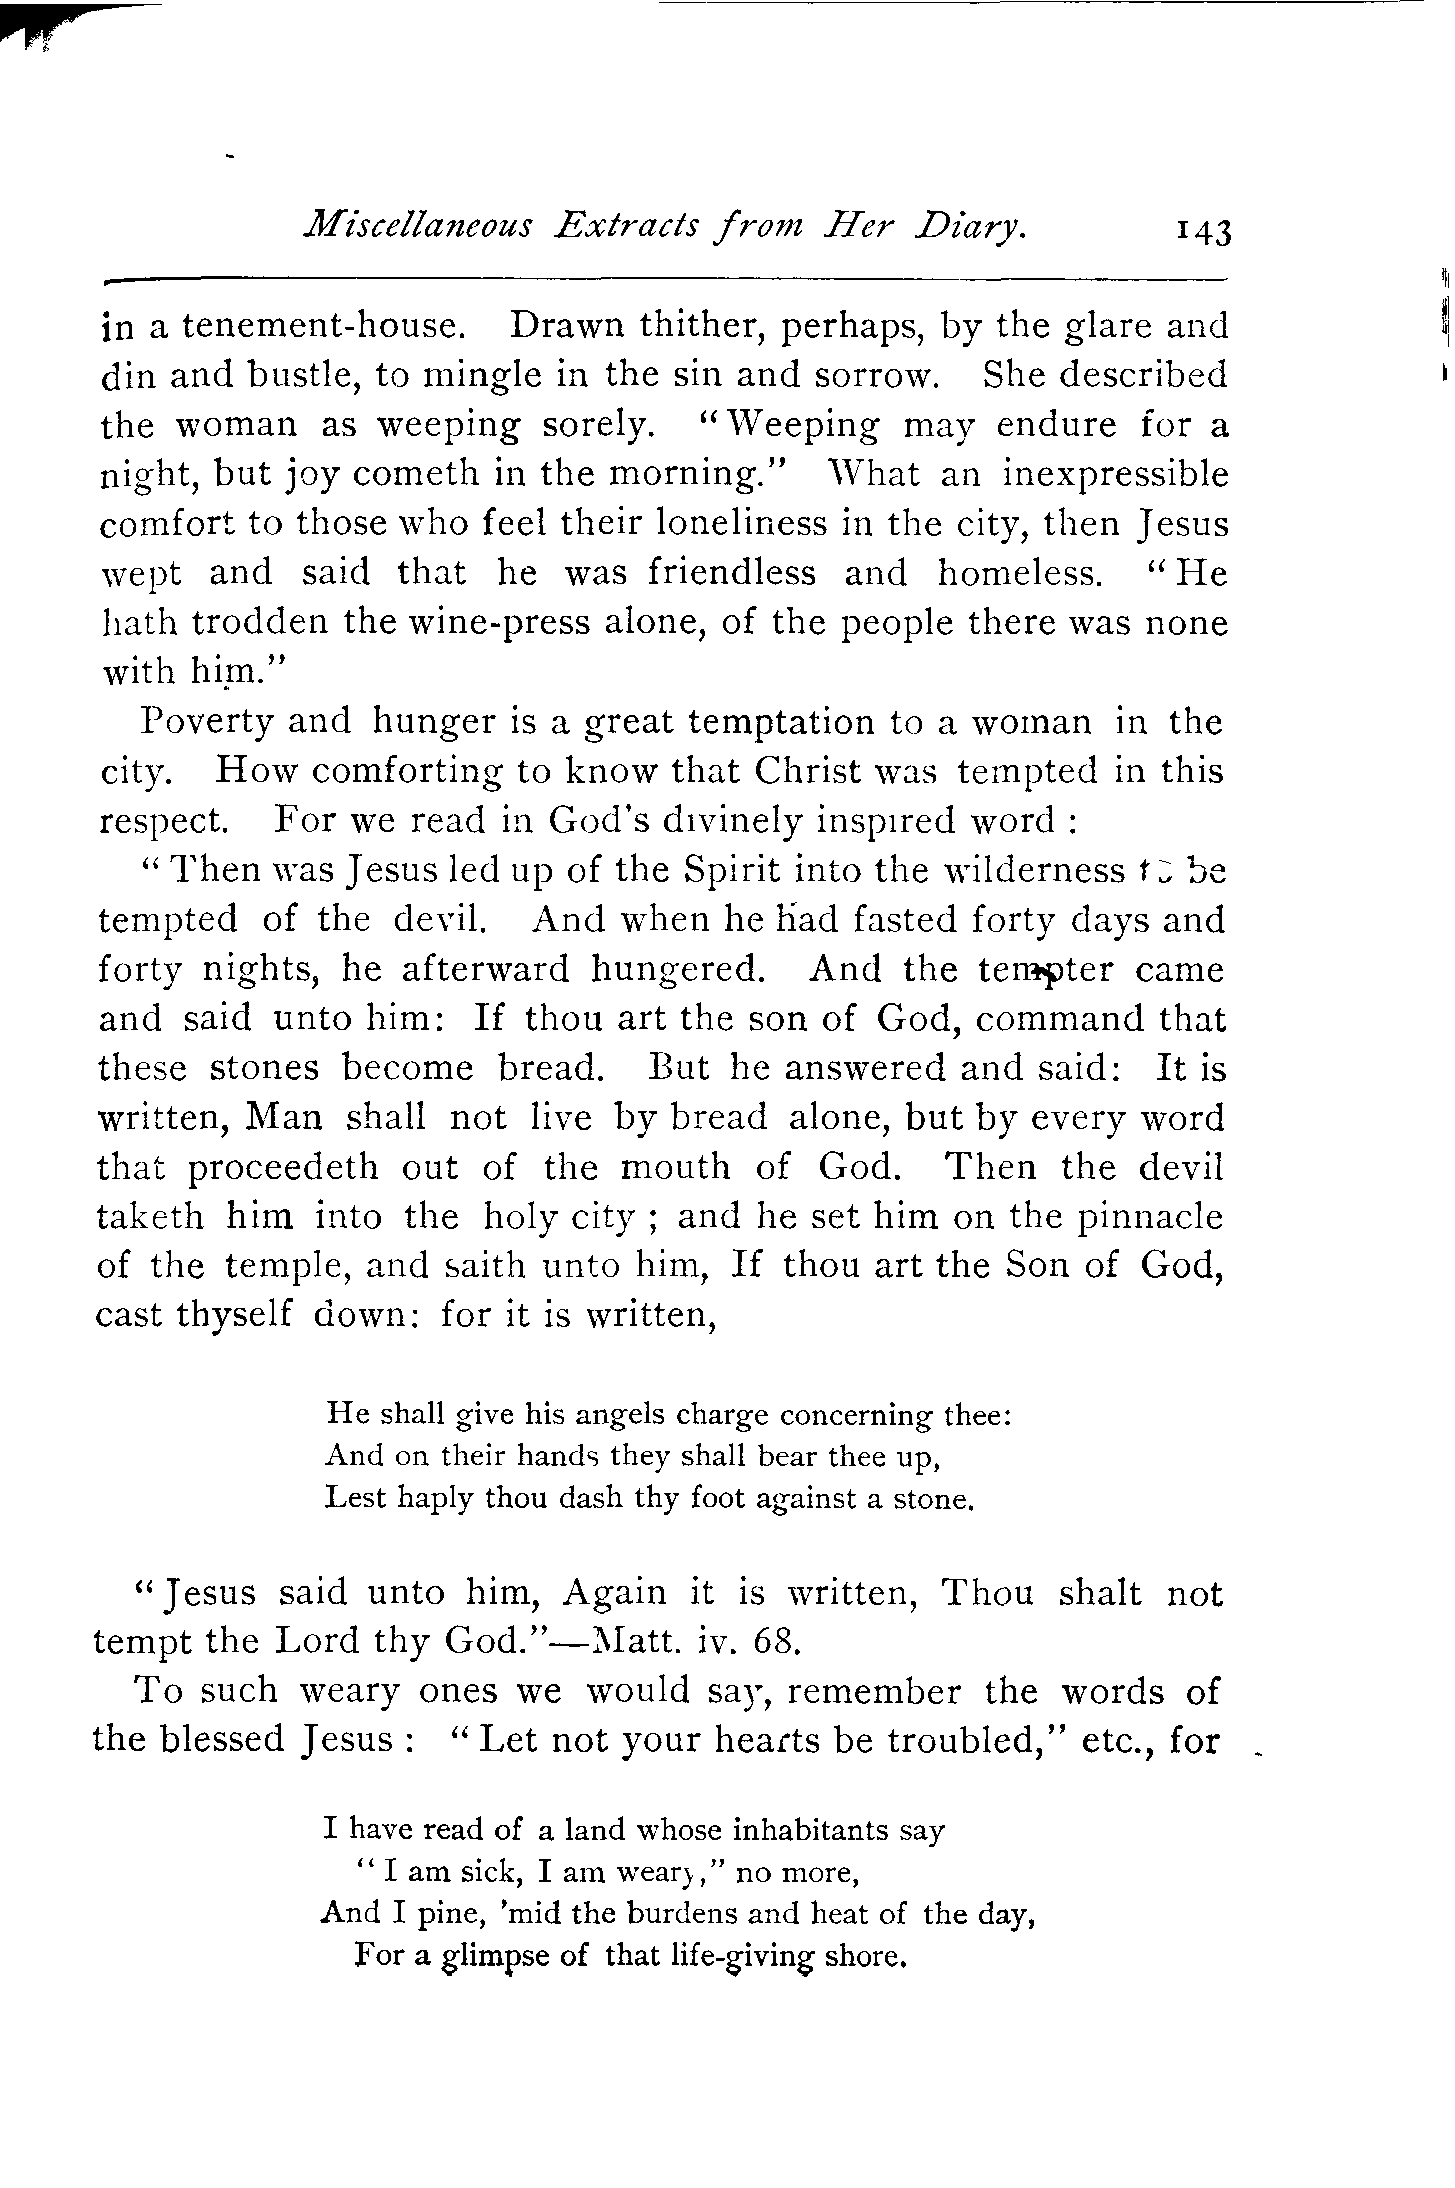 Miscellaneous Extracts from Her Diary. 143
in a tenement-house. Drawn thither, perhaps, by the glare and
din and bustle, to mingle in the sin and sorrow. She described
the woman as weeping sorely. "Weeping may endure for a
night, but joy cometh in the morning." What an inexpressible
comfort to those who feel their loneliness in the city, then Jesus
wept and said that he was friendless and homeless. "He
hath trodden the wine-press alone, of the people there was none
with him."
Poverty and hunger is a great temptation to a woman in the
city. How comforting to know that Christ was tempted in this
respect. For we read in God's divinely inspired word :
"Then was Jesus led up of the Spirit into the wilderness to be
tempted of the devil. And when he had fasted forty days and
forty nights, he afterward hungered. And the tempter came
and said unto him: If thou art the son of God, command that
these stones become bread. But he answered and said: It is
written, Man shall not live by bread alone, but by every word
that proceedeth out of the mouth of God. Then the devil
taketh him into the holy city ; and he set him on the pinnacle
of the temple, and saith unto him, If thou art the Son of God,
cast thyself down: for it is written,
He shall give his angels charge concerning thee:
And on their hands they shall bear thee up,
Lest haply thou dash thy foot against a stone.
"Jesus said unto him, Again it is written, Thou shalt not
tempt the Lord thy God."—Matt. iv. 68.
To such weary ones we would say, remember the words of
the blessed Jesus : "Let not your hearts be troubled," etc., for
I have read of a land whose inhabitants say
"I am sick, I am weary," no more,
And I pine, 'mid the burdens and heat of the day,
For a glimpse of that life-giving shore.